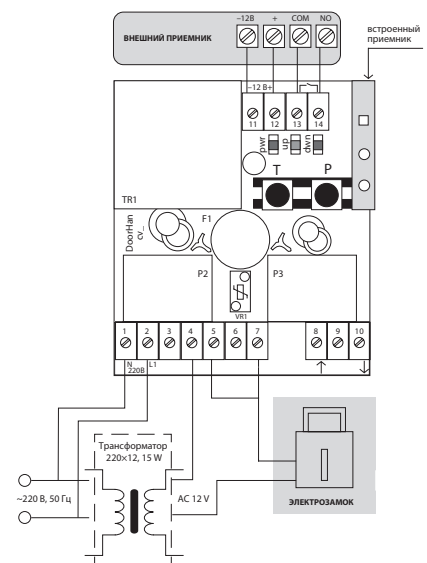 –12В + COM NO
ВНЕШНИЙ ПРИЕМНИК
встроенный
приемник
–12 В+
11 12 13 14
pwr up dwn
T P
TR1
DoorHan
cv_
F1
P2 P3
VR1
1 2 3 4 5 6 7 8 9 10
N L1
220В
Трансформатор
220×12, 15 W
~220 В, 50 Гц
AC 12 V
ЭЛЕКТРОЗАМОК